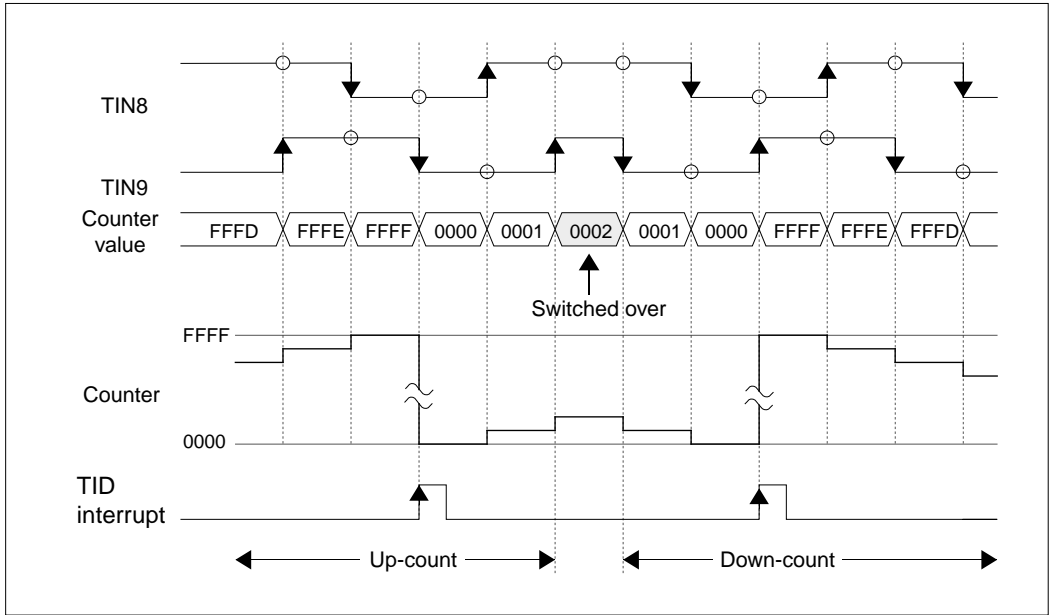 TIN8
TIN9
Counter
value
FFFD FFFE FFFF 0000 0001 0002 0001 0000 FFFF FFFE FFFD
Switched over
FFFF
Counter
0000
TID
interrupt
Up-count Down-count